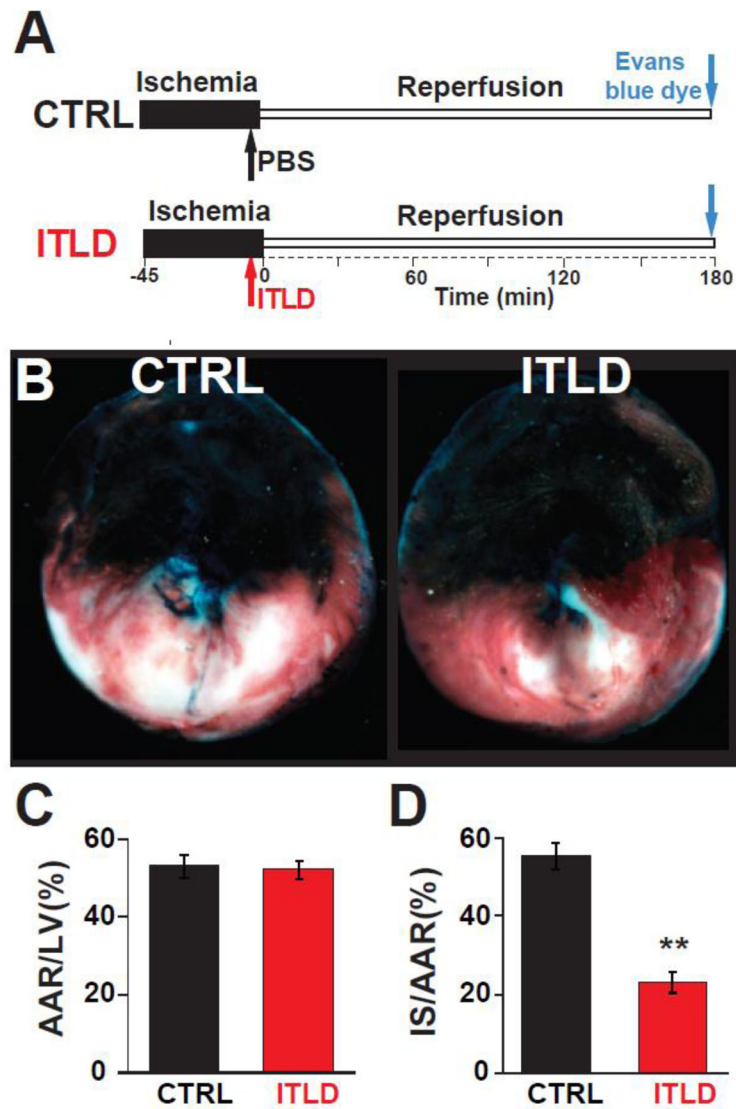 A
Ischemia
Reperfusion
Evans
blue dye
CTRL
PBS
Ischemia
Reperfusion
ITLD
-45
0
60
120
180
ITLD
Time (min)
B
CTRL
ITLD
C
D
60
40
20
0
AAR/LV(%)
CTRL
ITLD
60
40
20
0
IS/AAR(%)
**
CTRL
ITLD